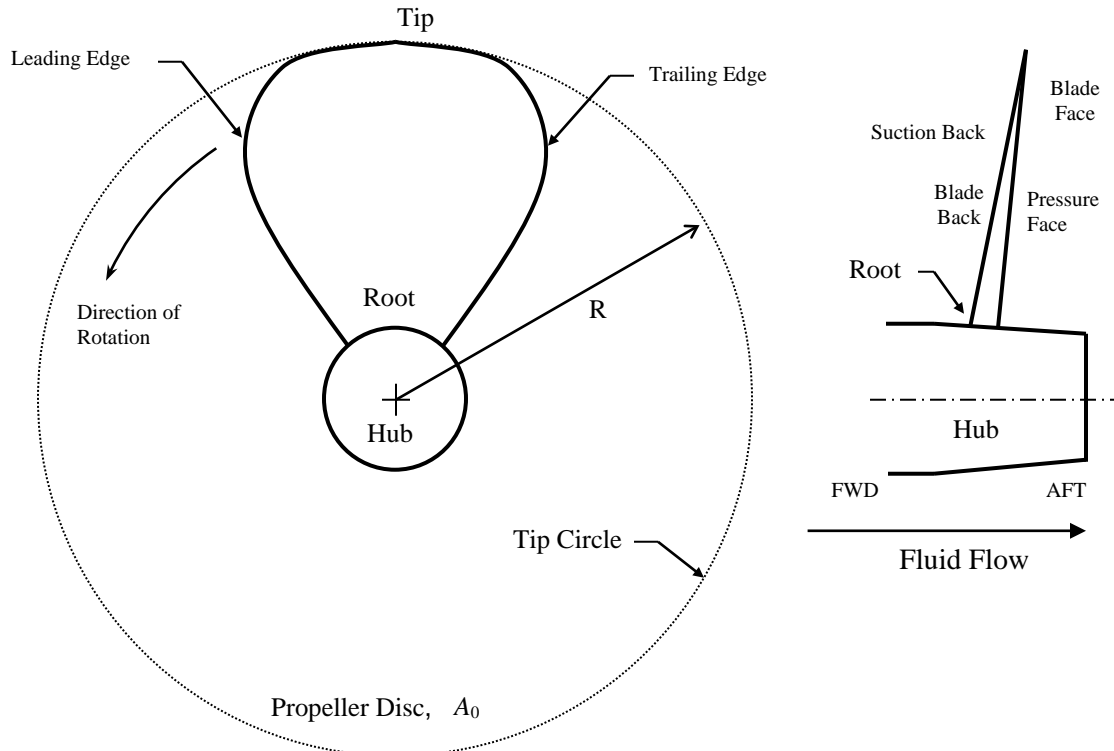 Tip
Leading Edge
Trailing Edge
Direction of
Rotation
Root
R
Hub
Tip Circle
Propeller Disc, A₀
Blade
Face
Suction Back
Blade
Back
Pressure
Face
Root
Hub
FWD
AFT
Fluid Flow